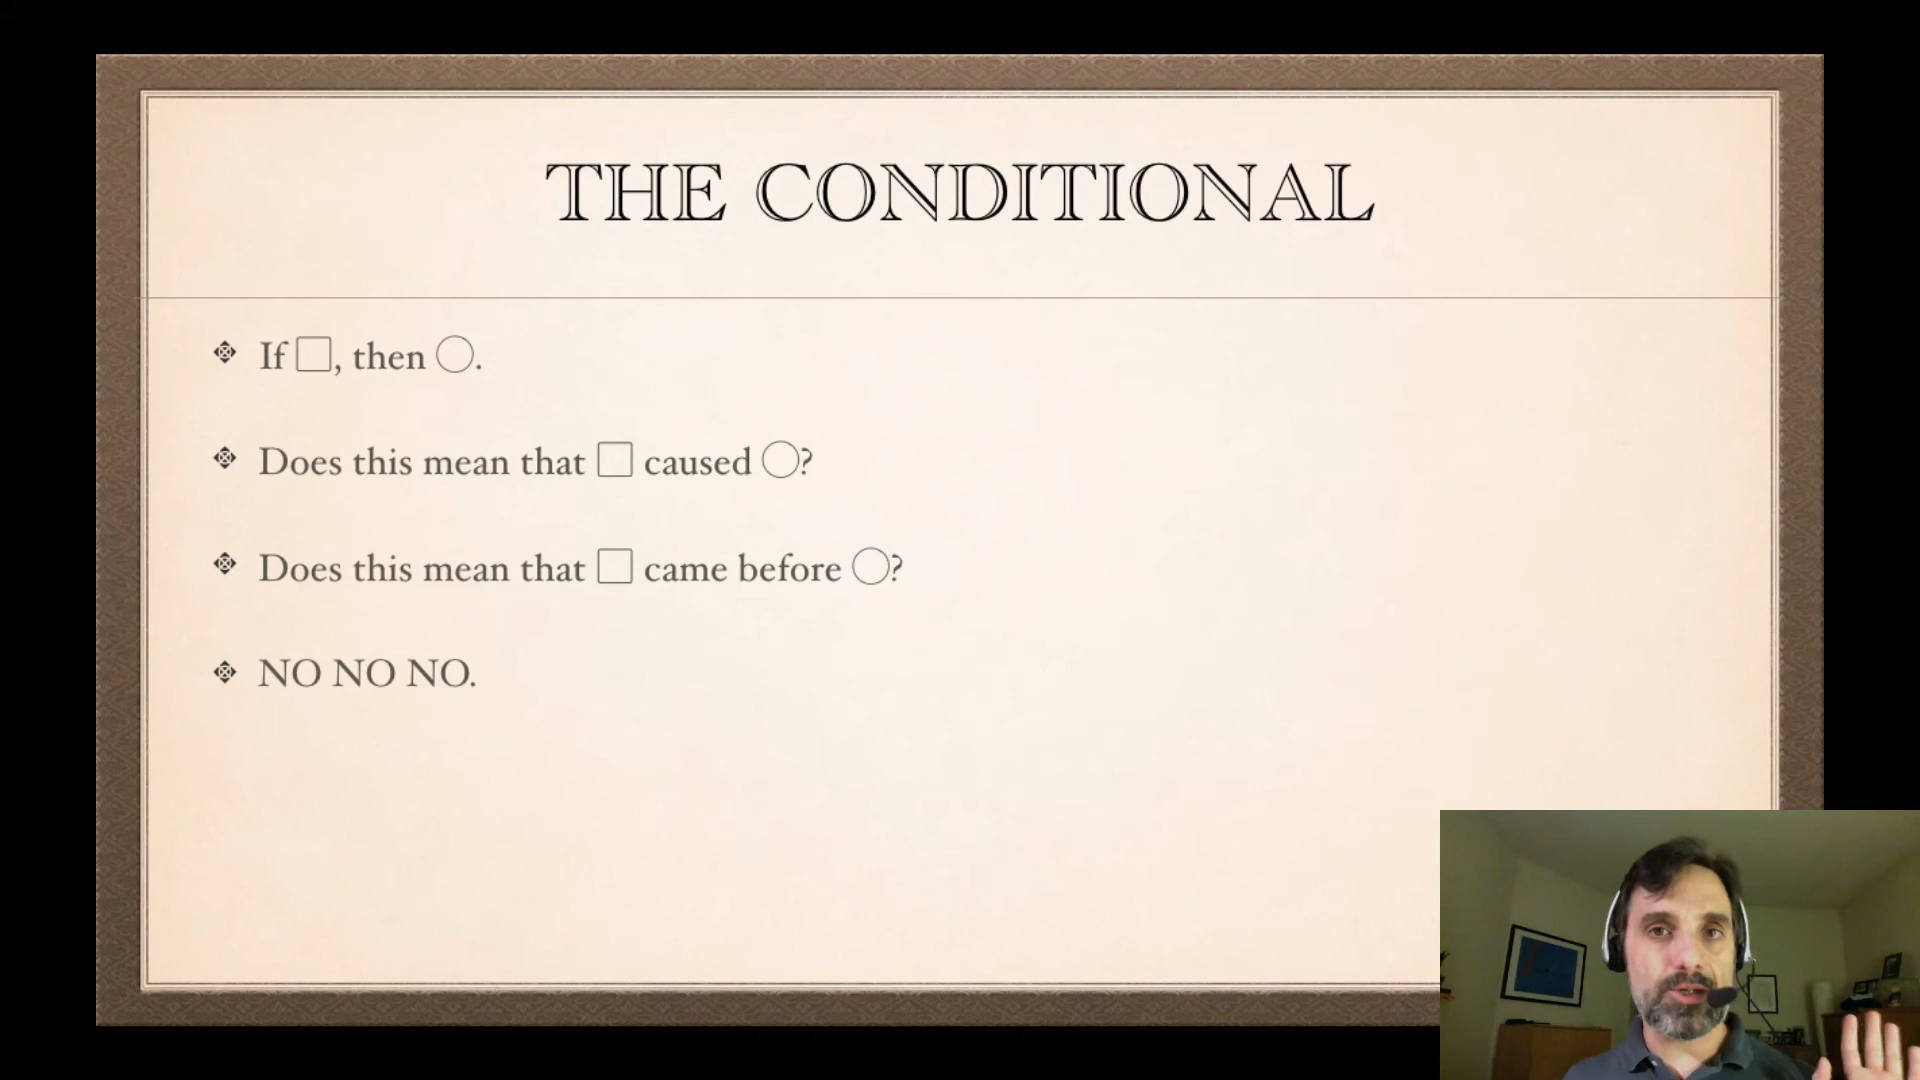 THE CONDITIONAL
If □, then ○.
Does this mean that □ caused ○?
Does this mean that □ came before ○?
NO NO NO.